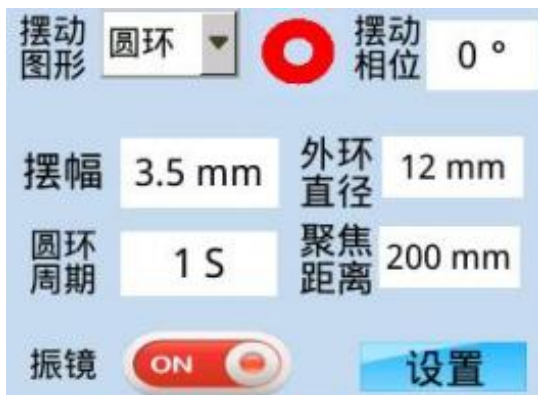 摆动图形 圆环 摆动相位 0 °
摆幅 3.5 mm 外环直径 12 mm
圆环周期 1 S 聚焦距离 200 mm
振镜 ON 设置